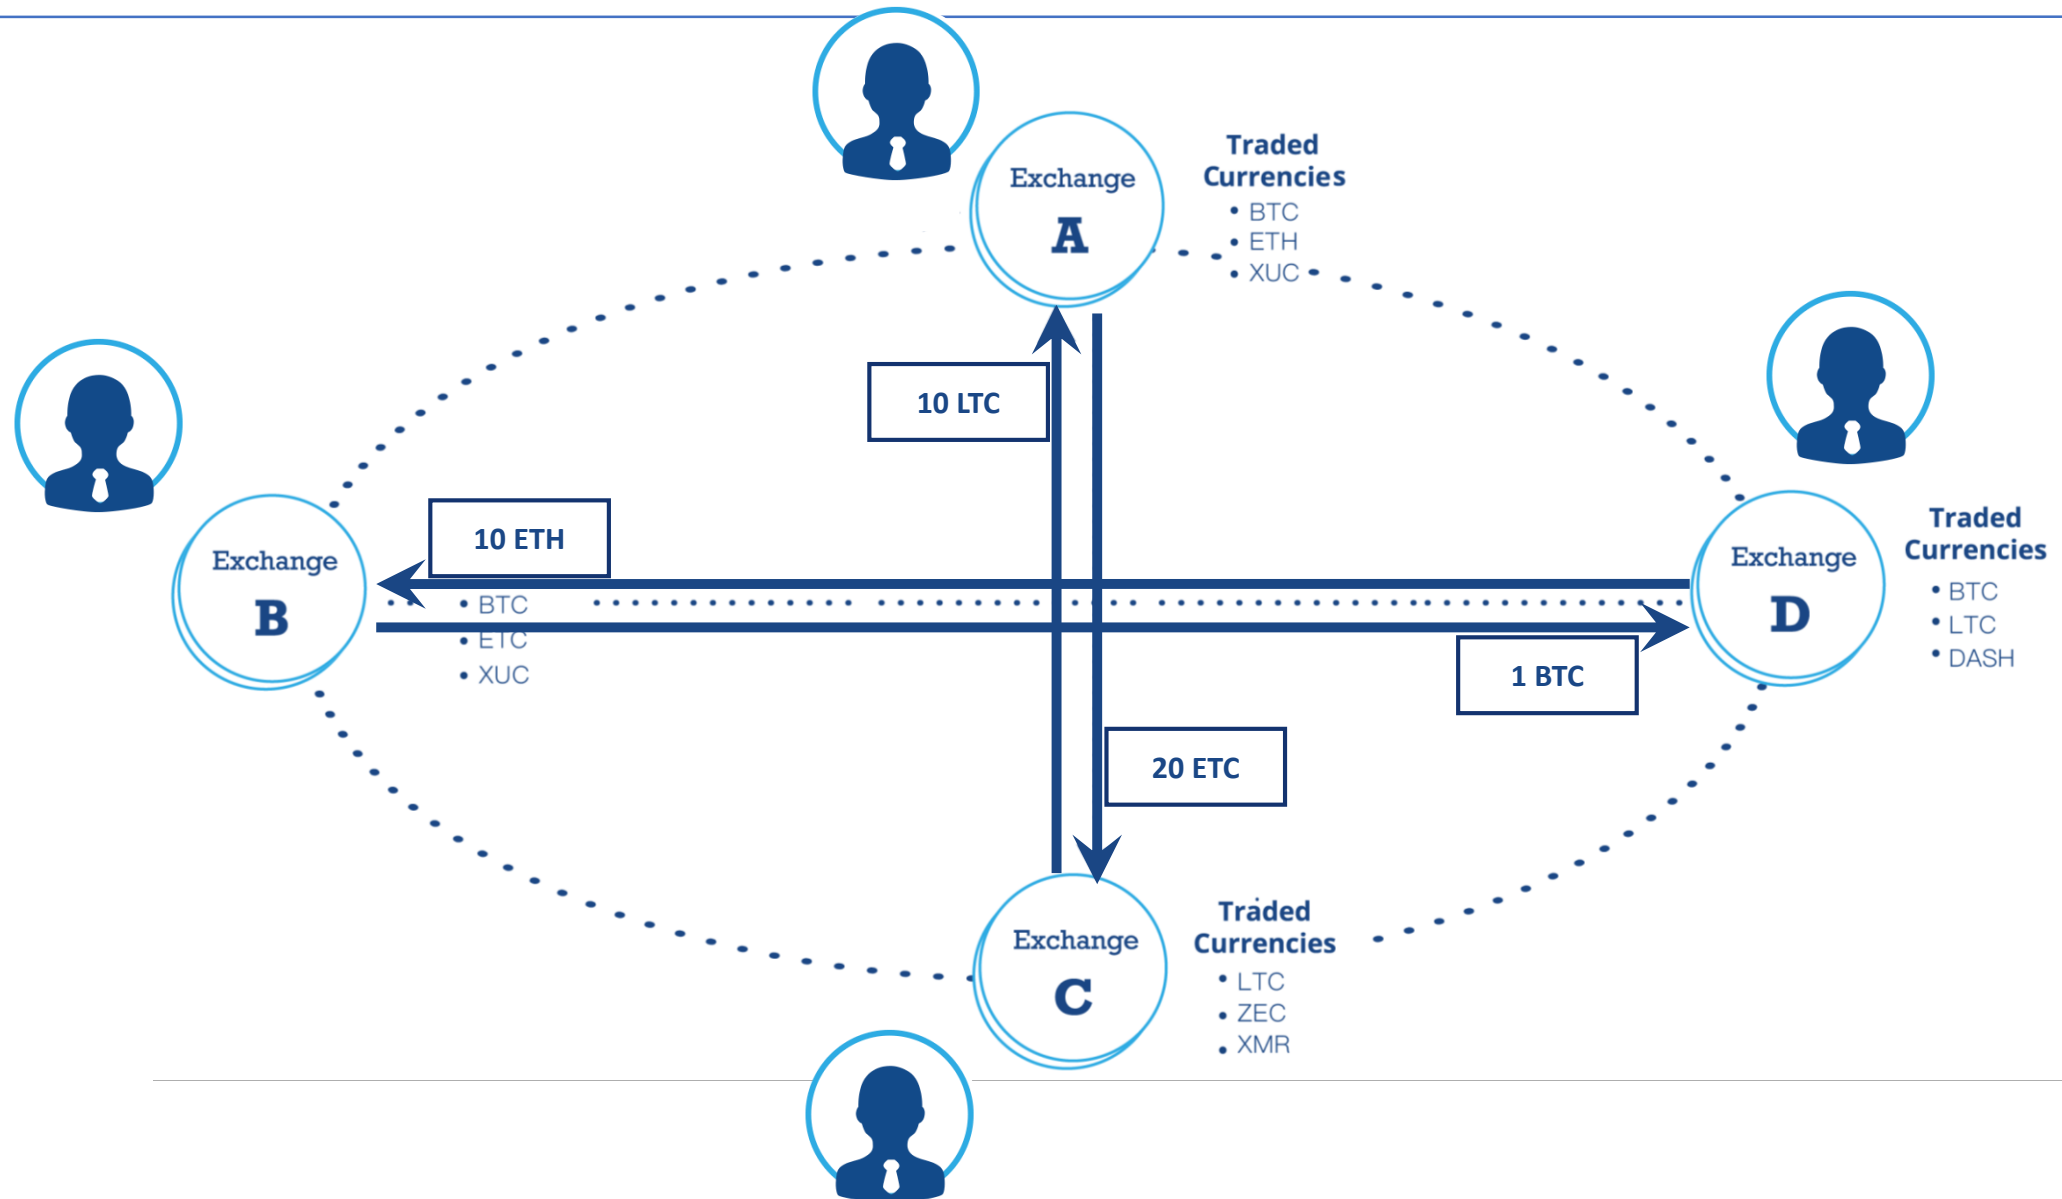 Exchange
A
Traded
Currencies
• BTC
• ETH
• XUC
10 LTC
10 ETH
Exchange
B
• BTC
• ETC
• XUC
Exchange
D
Traded
Currencies
• BTC
• LTC
• DASH
1 BTC
20 ETC
Exchange
C
Traded
Currencies
• LTC
• ZEC
• XMR